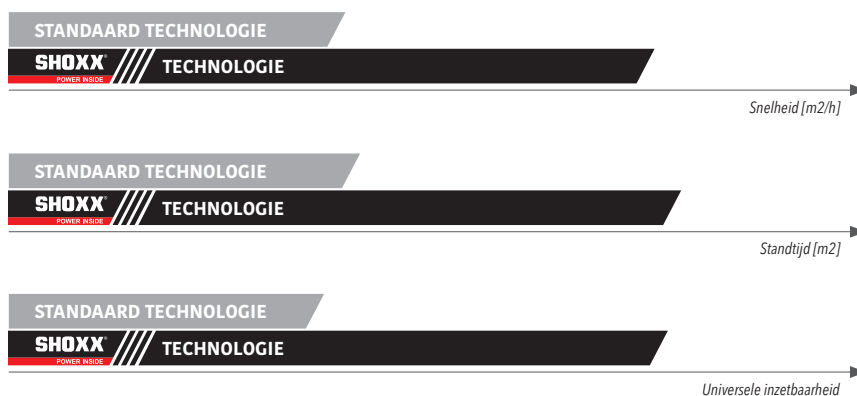 STANDAARD TECHNOLOGIE
SHOXX® TECHNOLOGIE
POWER INSIDE
Snelheid [m2/h]
STANDAARD TECHNOLOGIE
SHOXX® TECHNOLOGIE
POWER INSIDE
Standtijd [m2]
STANDAARD TECHNOLOGIE
SHOXX® TECHNOLOGIE
POWER INSIDE
Universele inzetbaarheid